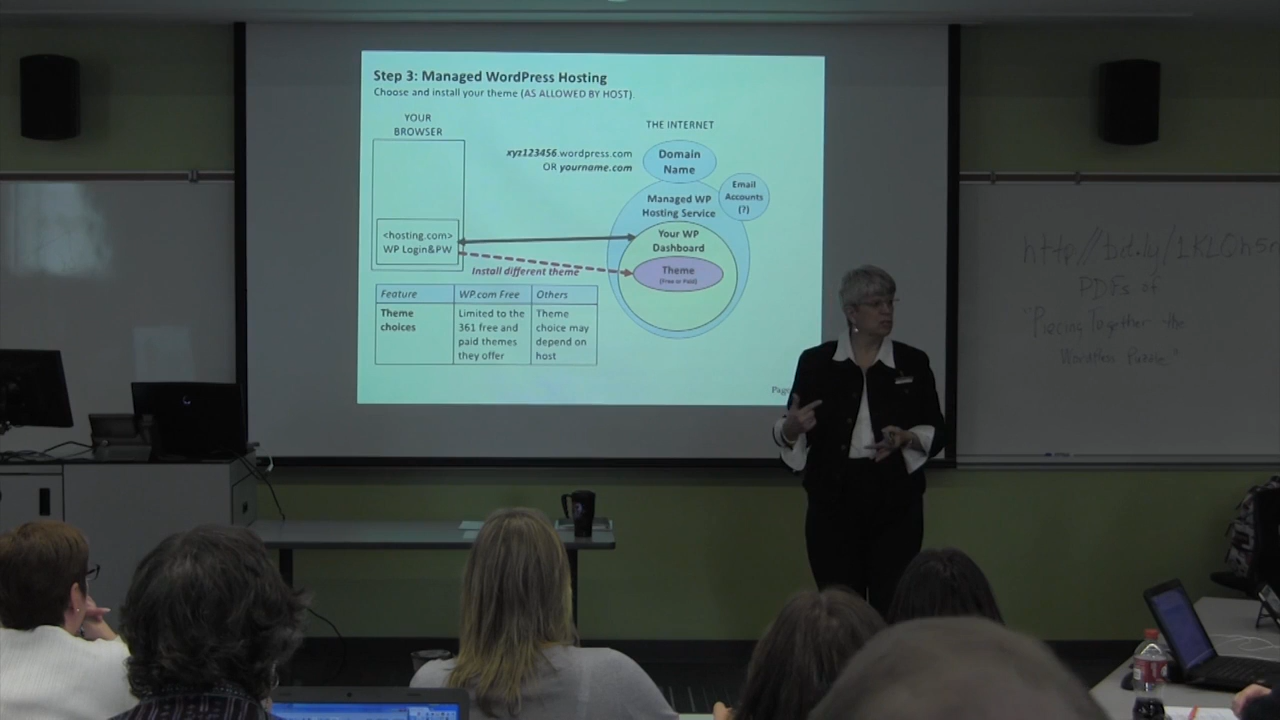 Step 3: Managed WordPress Hosting
Choose and install your theme (AS ALLOWED BY HOST).
YOUR
BROWSER
THE INTERNET
xyz123456.wordpress.com
OR yourname.com
Domain
Name
Email
Accounts
(?)
Managed WP
Hosting Service
<hosting.com>
WP Login&PW
Your WP
Dashboard
Install different theme
Theme
(Free or Paid)
Feature
WP.com Free
Others
Theme
choices
Limited to the
361 free and
paid themes
they offer
Theme
choice may
depend on
host
Page
PDFs of
"Piecing Together the
WordPress Puzzle"